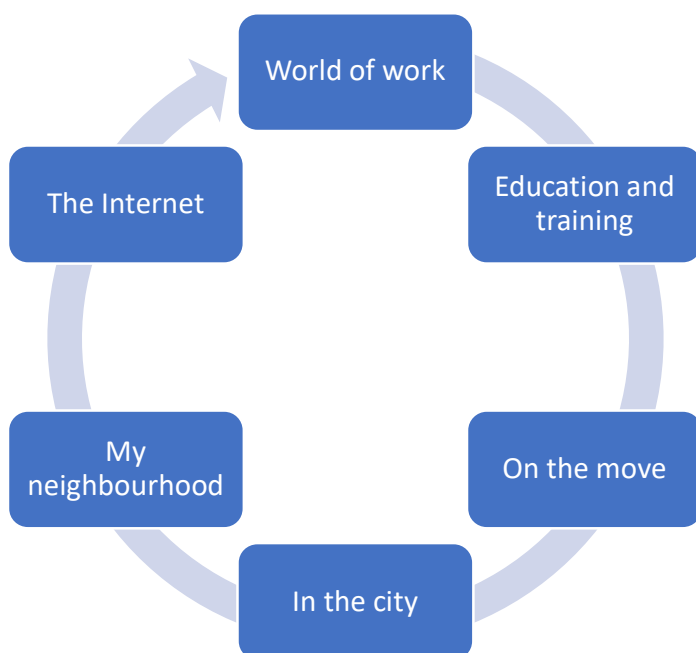 World of work
Education and
training
On the move
In the city
My
neighbourhood
The Internet